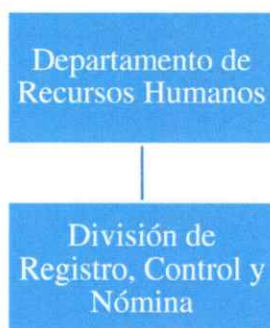 Departamento de
Recursos Humanos
División de
Registro, Control y
Nómina